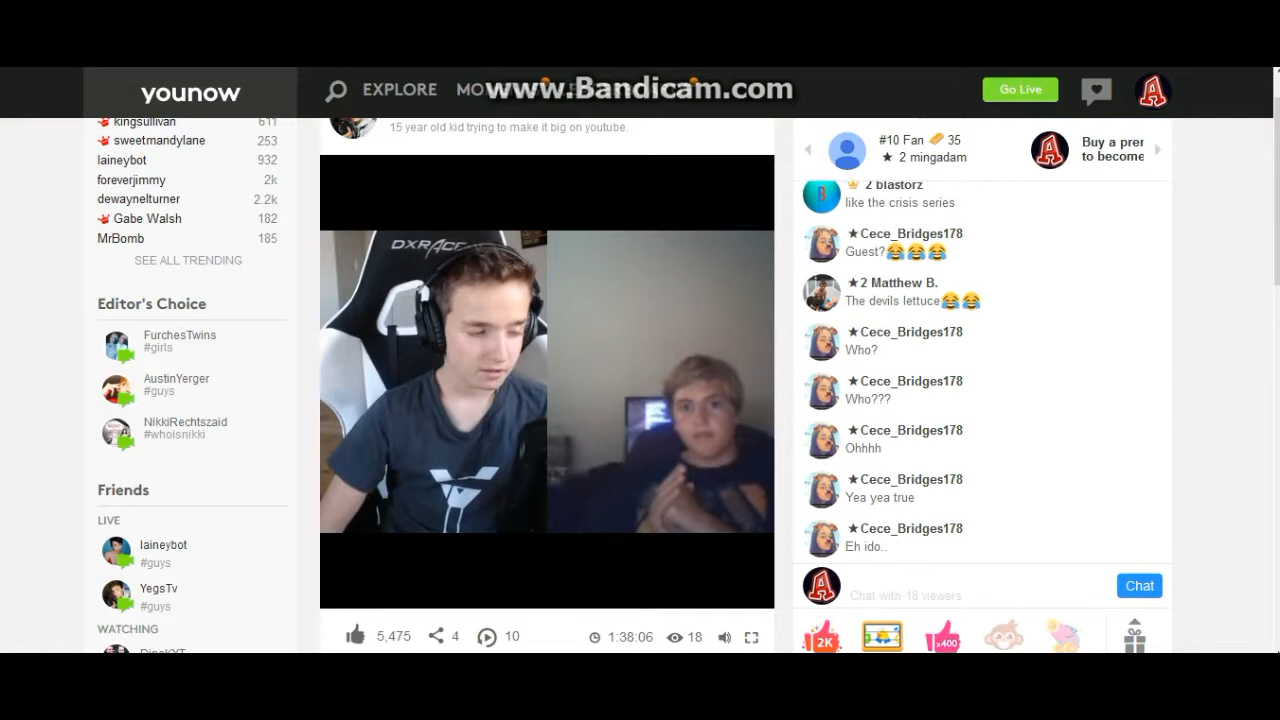 www.Bandicam.com
younow
EXPLORE
Go Live
kingsullivan 611
sweetmandylane 253
laineybot 932
foreverjimmy 2k
dewaynelturner 2.2k
Gabe Walsh 182
MrBomb 185
SEE ALL TRENDING
Editor's Choice
FurchesTwins
#girls
AustinYerger
#guys
NikkiRechtszaid
#whoisnikki
Friends
LIVE
laineybot
#guys
YegsTv
#guys
WATCHING
15 year old kid trying to make it big on youtube.
DXRACE
5,475 4 10 1:38:06 18
#10 Fan 35
★ 2 mingadam
Buy a prer
to become
2 blastorz
like the crisis series
★Cece_Bridges178
Guest?😂😂😂
★2 Matthew B.
The devils lettuce😂😂
★Cece_Bridges178
Who?
★Cece_Bridges178
Who???
★Cece_Bridges178
Ohhhh
★Cece_Bridges178
Yea yea true
★Cece_Bridges178
Eh ido..
Chat with 18 viewers
Chat
2K
x400